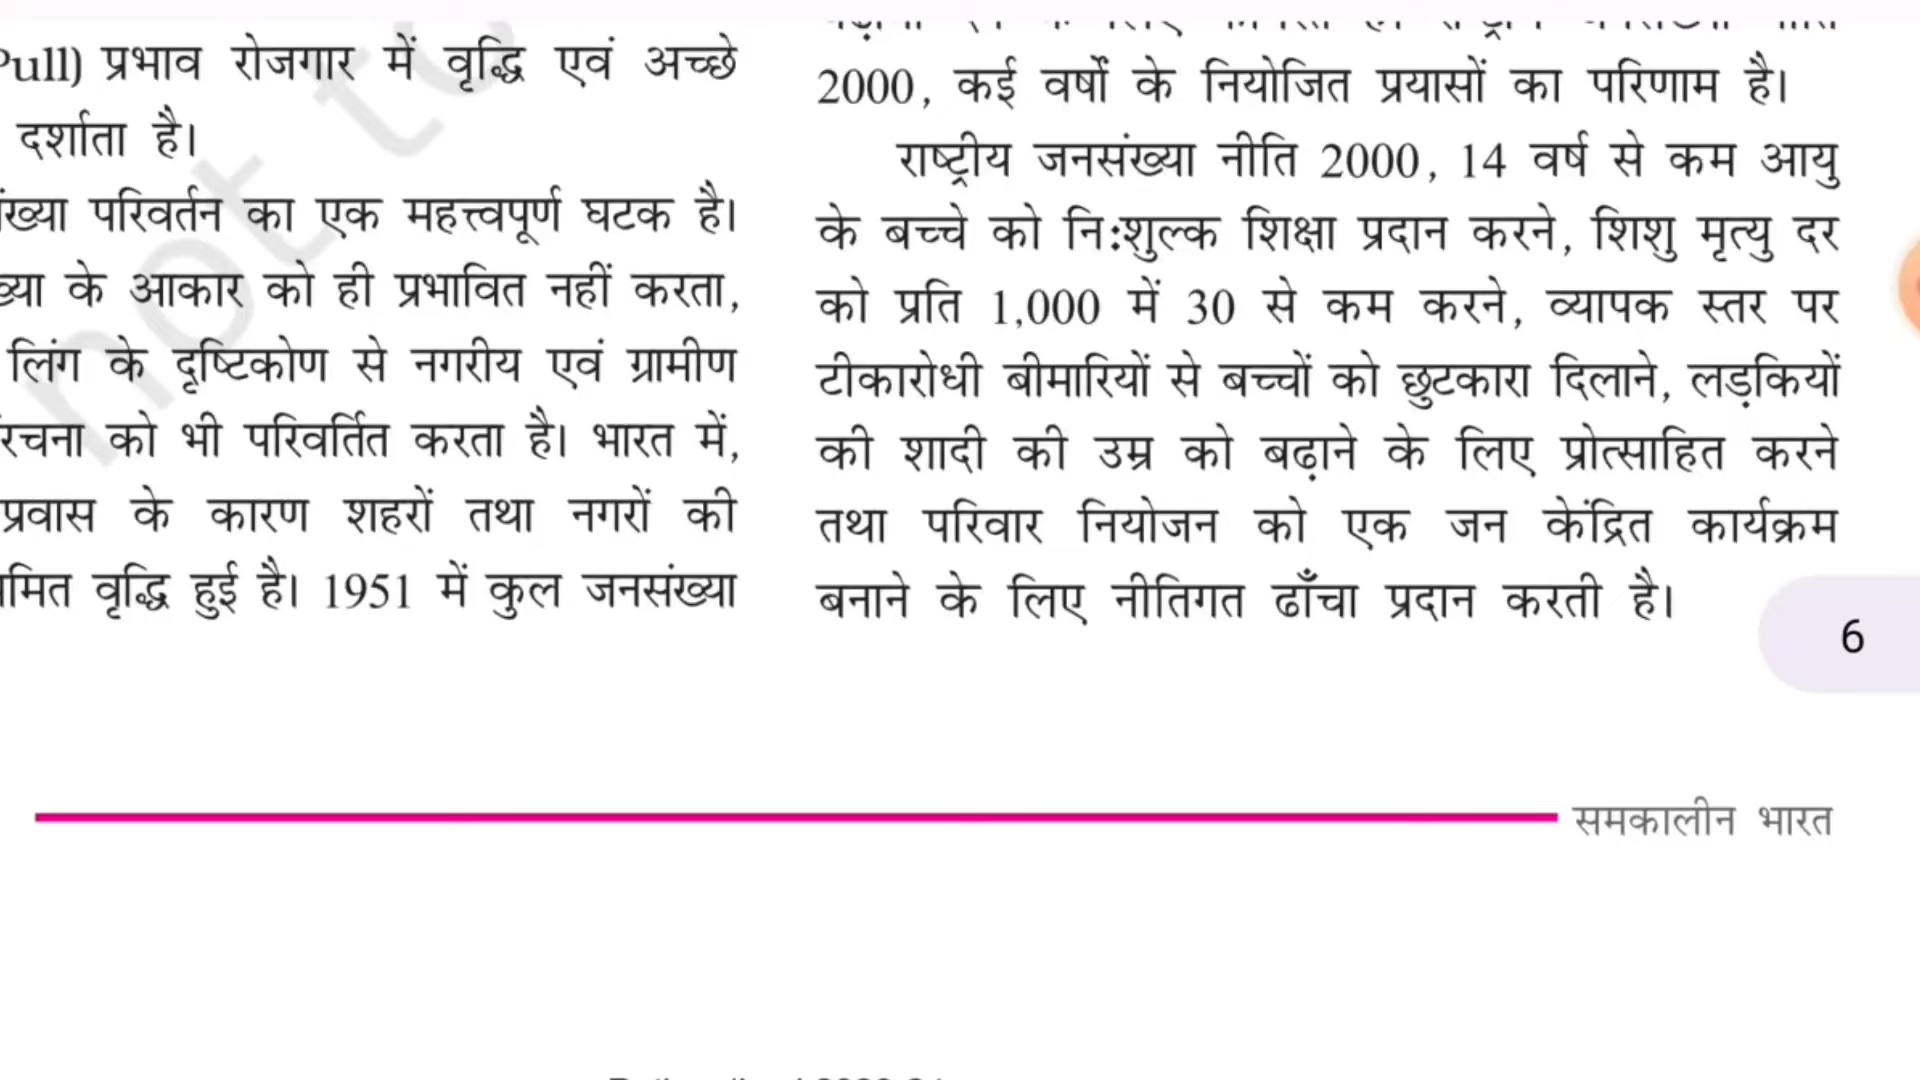 प्रभाव रोजगार में वृद्धि एवं अच्छे
दर्शाता है।
परिवर्तन का एक महत्त्वपूर्ण घटक है।
के आकार को ही प्रभावित नहीं करता,
लिंग के दृष्टिकोण से नगरीय एवं ग्रामीण
को भी परिवर्तित करता है। भारत में,
प्रवास के कारण शहरों तथा नगरों की
वृद्धि हुई है। 1951 में कुल जनसंख्या
2000, कई वर्षों के नियोजित प्रयासों का परिणाम है।
राष्ट्रीय जनसंख्या नीति 2000, 14 वर्ष से कम आयु
के बच्चे को नि:शुल्क शिक्षा प्रदान करने, शिशु मृत्यु दर
को प्रति 1,000 में 30 से कम करने, व्यापक स्तर पर
टीकारोधी बीमारियों से बच्चों को छुटकारा दिलाने, लड़कियों
की शादी की उम्र को बढ़ाने के लिए प्रोत्साहित करने
तथा परिवार नियोजन को एक जन केंद्रित कार्यक्रम
बनाने के लिए नीतिगत ढाँचा प्रदान करती है।
6
समकालीन भारत
not